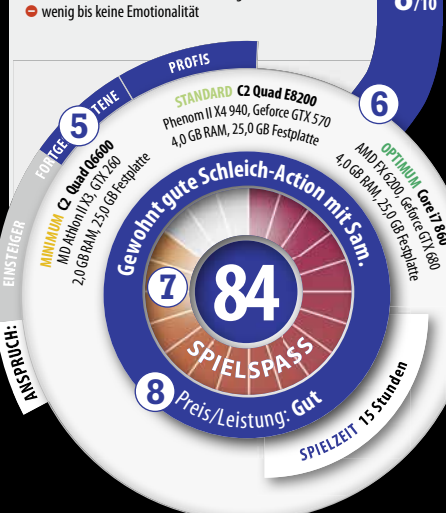 wenig bis keine Emotionalität
/10
ANSPRUCH:
EINSTEIGER
PROFIS
5
6
MINIMUM C2 Quad Q6600
MD Athlon II X3, GTX 260
2,0 GB RAM, 25,0 GB Festplatte
STANDARD C2 Quad E8200
Phenom II X4 940, Geforce GTX 570
4,0 GB RAM, 25,0 GB Festplatte
OPTIMUM Core i7 860
AMD FX 6200, Geforce GTX 680
4,0 GB RAM, 25,0 GB Festplatte
Gewohnt gute Schleich-Action mit Sam.
7
84
SPIELSPASS
8
Preis/Leistung: Gut
SPIELZEIT 15 Stunden